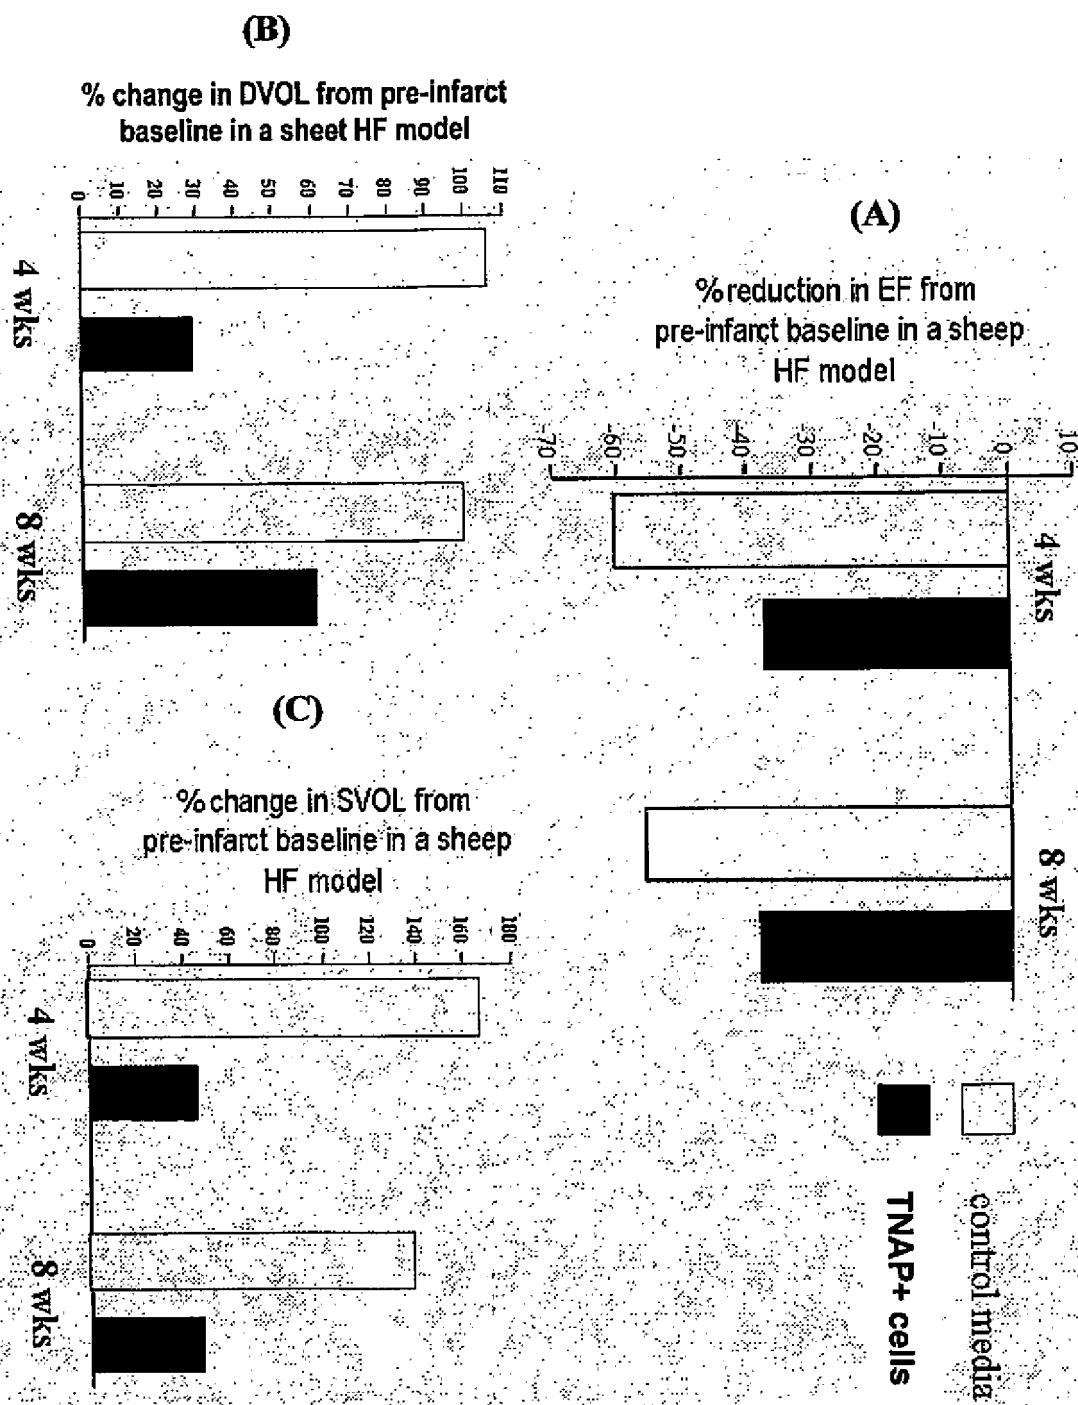 (A)
%reduction in EF from
pre-infarct baseline in a sheep
HF model
10
0
-10
-20
-30
-40
-50
-60
-70
4 wks
8 wks
control media
TNAP+ cells
(B)
% change in DVOL from pre-infarct
baseline in a sheet HF model
110
100
90
80
70
60
50
40
30
20
10
0
4 wks
8 wks
(C)
% change in SVOL from
pre-infarct baseline in a sheep
HF model
180
160
140
120
100
80
60
40
20
0
4 wks
8 wks